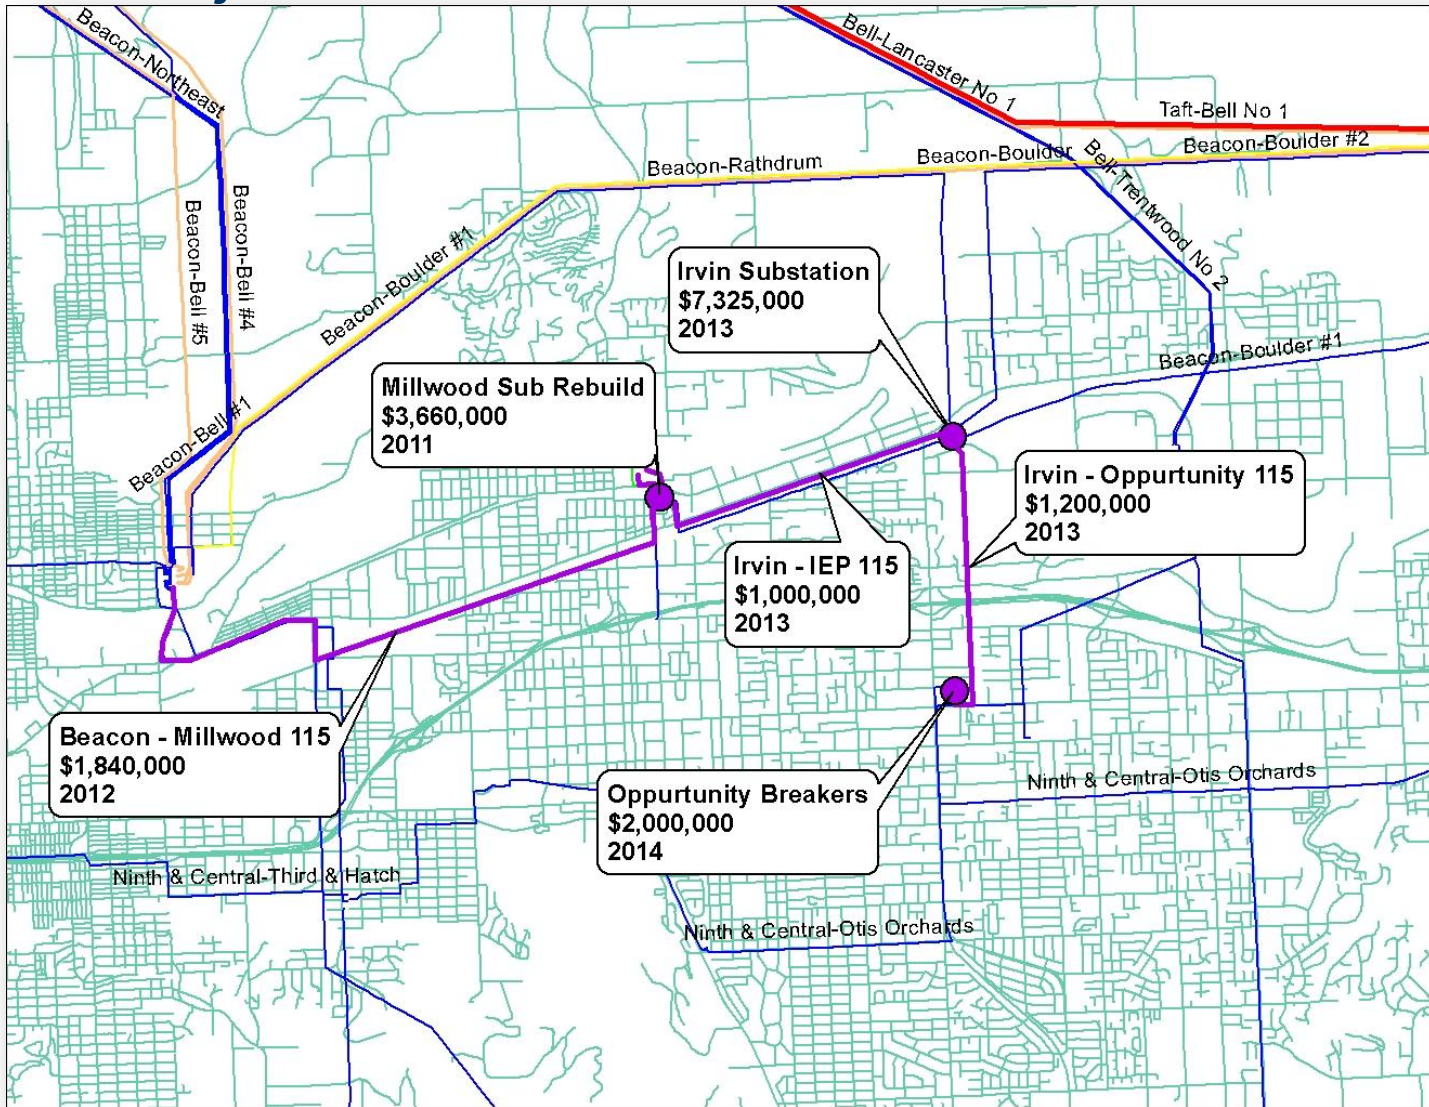 Beacon-Northeast
Bell-Lancaster No 1
Taft-Bell No 1
Beacon-Boulder #2
Beacon-Boulder
Beacon-Rathdrum
Bell-Trentwood No 2
Beacon-Bell #5
Beacon-Bell #4
Beacon-Boulder #1
Irvin Substation
$7,325,000
2013
Beacon-Boulder #1
Millwood Sub Rebuild
$3,660,000
2011
Beacon-Bell #1
Irvin - Oppurtunity 115
$1,200,000
2013
Irvin - IEP 115
$1,000,000
2013
Beacon - Millwood 115
$1,840,000
2012
Oppurtunity Breakers
$2,000,000
2014
Ninth & Central-Otis Orchards
Ninth & Central-Third & Hatch
Ninth & Central-Otis Orchards